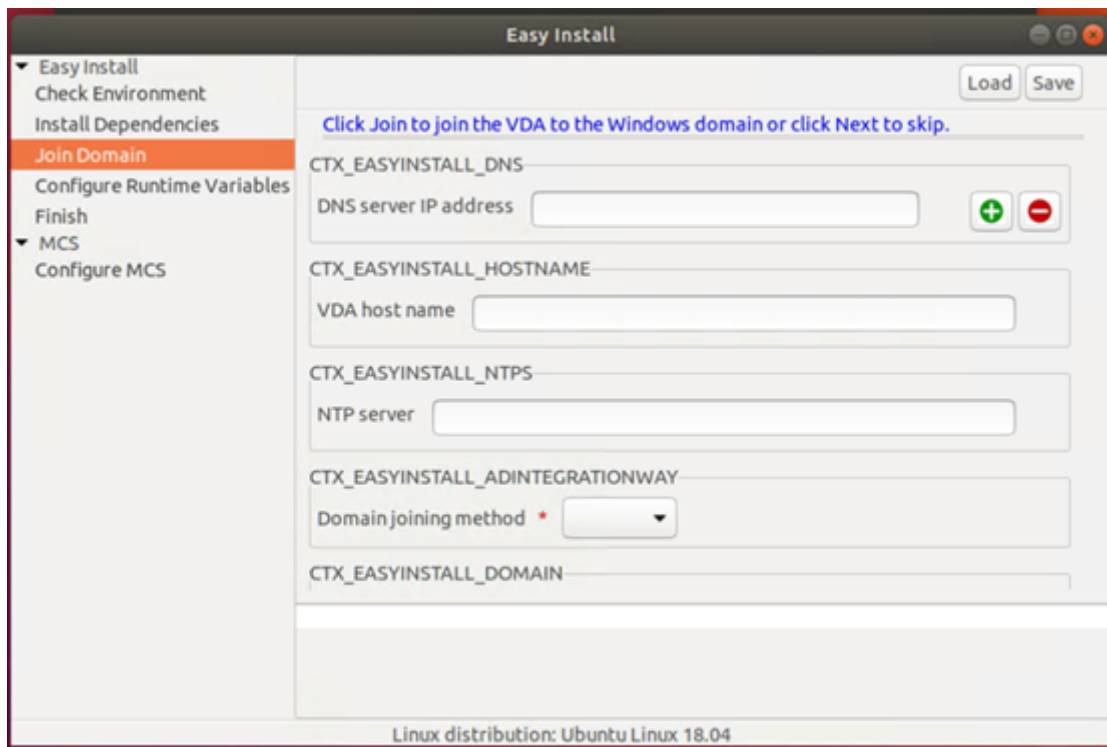 Easy Install
Easy Install
Check Environment
Install Dependencies
Join Domain
Configure Runtime Variables
Finish
MCS
Configure MCS
Load Save
Click Join to join the VDA to the Windows domain or click Next to skip.
CTX_EASYINSTALL_DNS
DNS server IP address
CTX_EASYINSTALL_HOSTNAME
VDA host name
CTX_EASYINSTALL_NTPS
NTP server
CTX_EASYINSTALL_ADINTEGRATIONWAY
Domain joining method *
CTX_EASYINSTALL_DOMAIN
Linux distribution: Ubuntu Linux 18.04